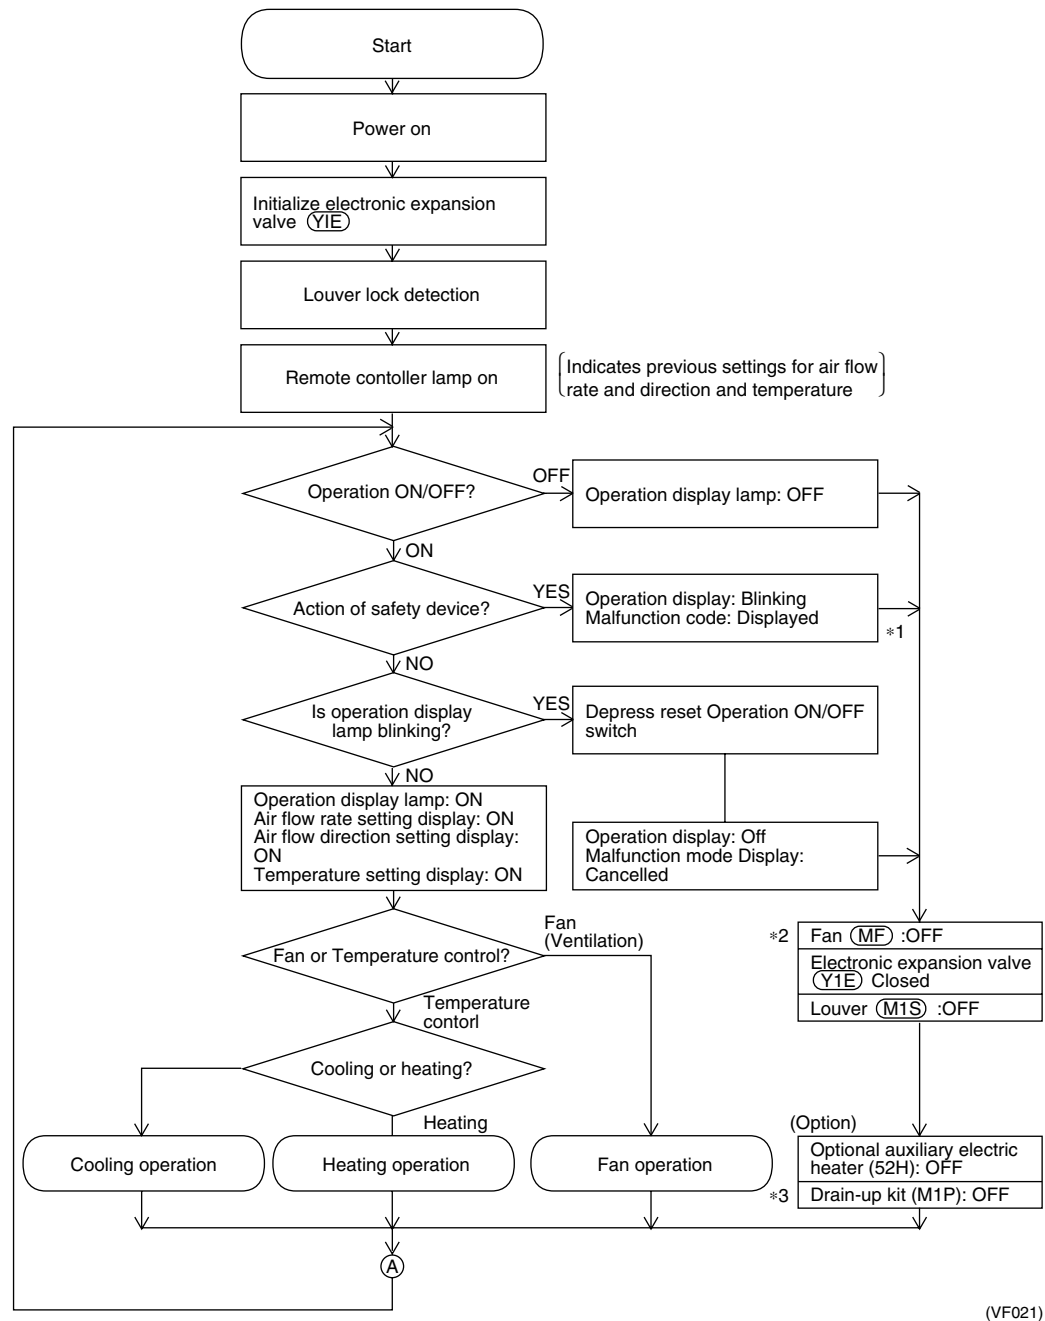 Start
Power on
Initialize electronic expansion
valve (YIE)
Louver lock detection
Remote contoller lamp on
Indicates previous settings for air flow
rate and direction and temperature
Operation ON/OFF?
OFF
Operation display lamp: OFF
ON
Action of safety device?
YES
Operation display: Blinking
Malfunction code: Displayed
*1
NO
Is operation display
lamp blinking?
YES
Depress reset Operation ON/OFF
switch
NO
Operation display lamp: ON
Air flow rate setting display: ON
Air flow direction setting display:
ON
Temperature setting display: ON
Operation display: Off
Malfunction mode Display:
Cancelled
Fan or Temperature control?
Fan
(Ventilation)
*2
Fan (MF) :OFF
Electronic expansion valve
(Y1E) Closed
Louver (M1S) :OFF
Temperature
contorl
Cooling or heating?
Heating
Cooling operation
Heating operation
Fan operation
(Option)
Optional auxiliary electric
heater (52H): OFF
*3
Drain-up kit (M1P): OFF
A
(VF021)